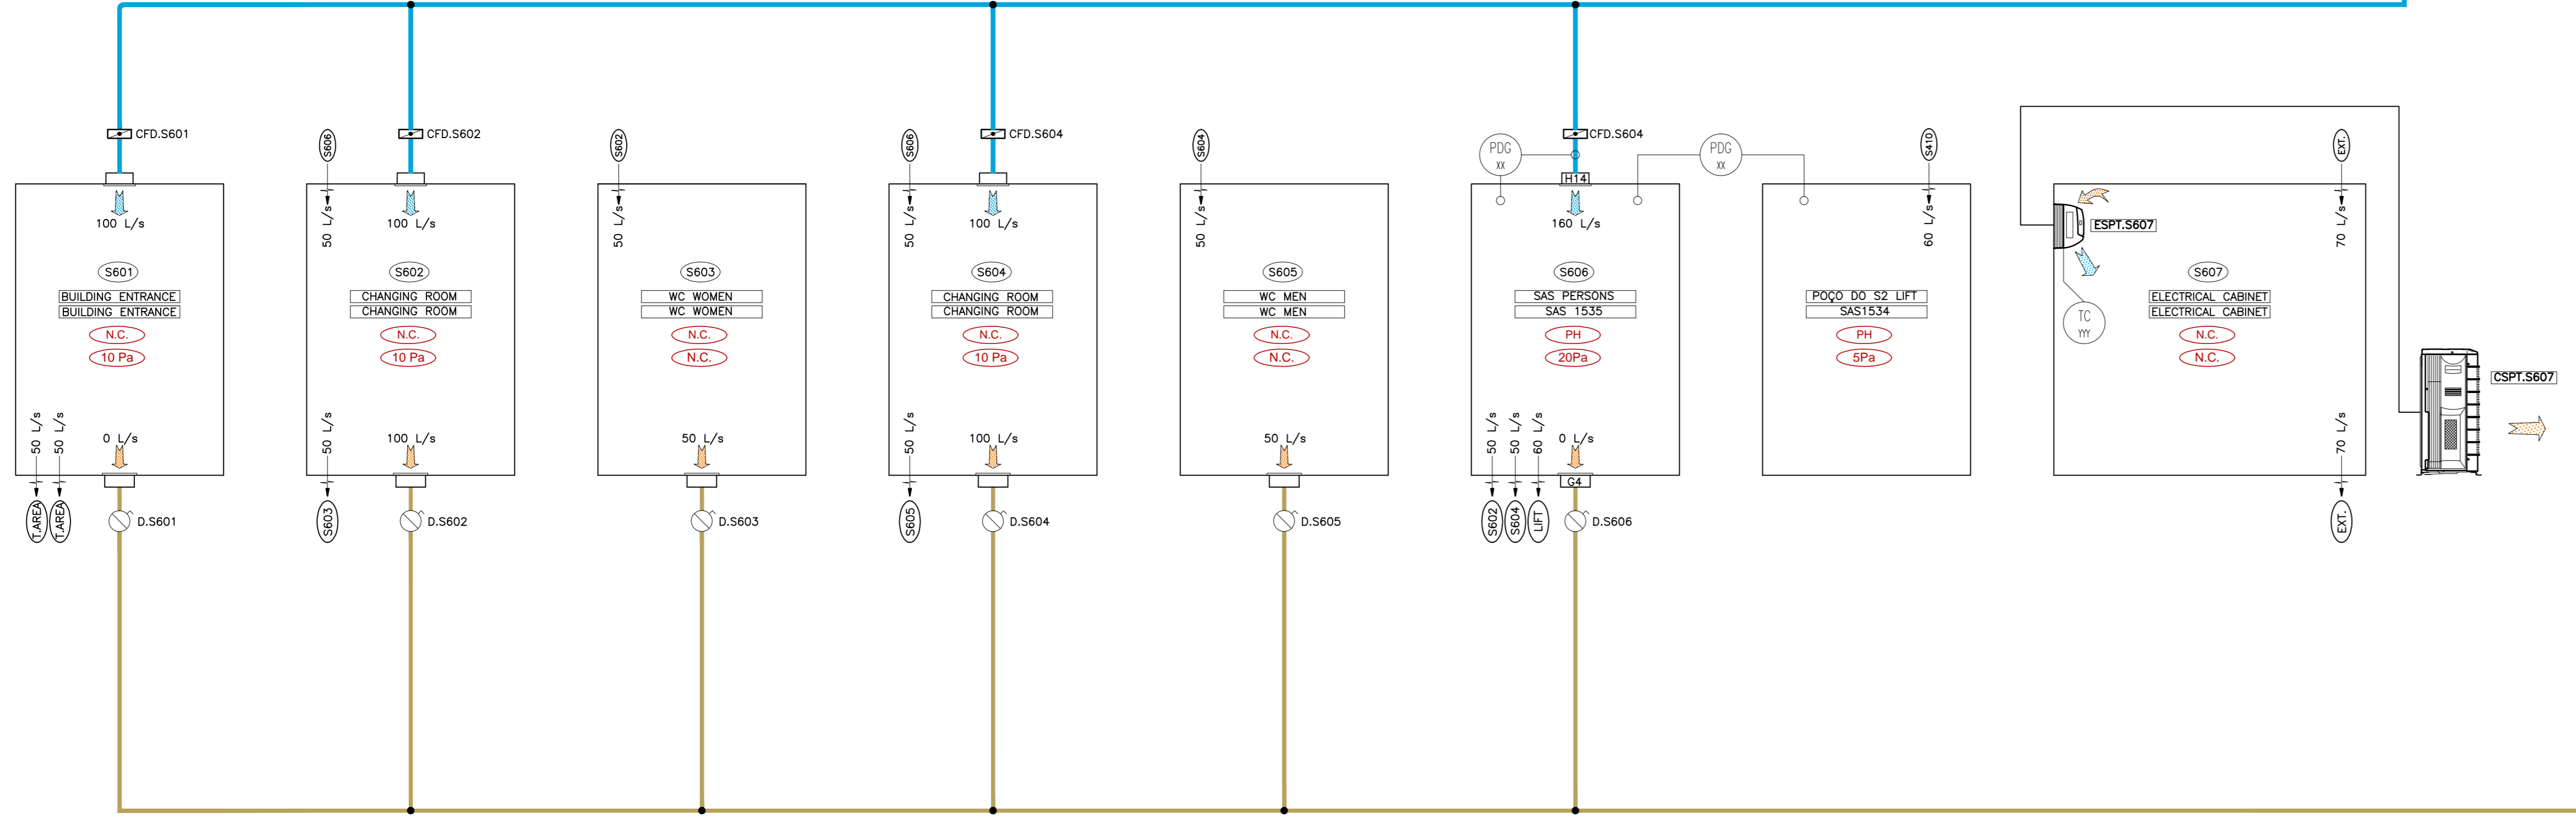 CFD.S601
100 L/s
S601
BUILDING ENTRANCE
BUILDING ENTRANCE
N.C.
10 Pa
50 L/s
50 L/s
0 L/s
T.AREA
T.AREA
D.S601
S606
50 L/s
CFD.S602
100 L/s
S602
CHANGING ROOM
CHANGING ROOM
N.C.
10 Pa
50 L/s
100 L/s
S603
D.S602
S602
50 L/s
S603
WC WOMEN
WC WOMEN
N.C.
N.C.
50 L/s
D.S603
S606
50 L/s
CFD.S604
100 L/s
S604
CHANGING ROOM
CHANGING ROOM
N.C.
10 Pa
50 L/s
100 L/s
S605
D.S604
S604
50 L/s
S605
WC MEN
WC MEN
N.C.
N.C.
50 L/s
D.S605
CFD.S604
PDG
XX
H14
160 L/s
S606
SAS PERSONS
SAS 1535
PH
20Pa
50 L/s
50 L/s
60 L/s
0 L/s
G4
S602
S604
LIFT
D.S606
PDG
XX
S410
60 L/s
POÇO DO S2 LIFT
SAS1534
PH
5Pa
EXT.
70 L/s
ESPT.S607
S607
ELECTRICAL CABINET
ELECTRICAL CABINET
TC
YYY
N.C.
N.C.
70 L/s
EXT.
CSPT.S607